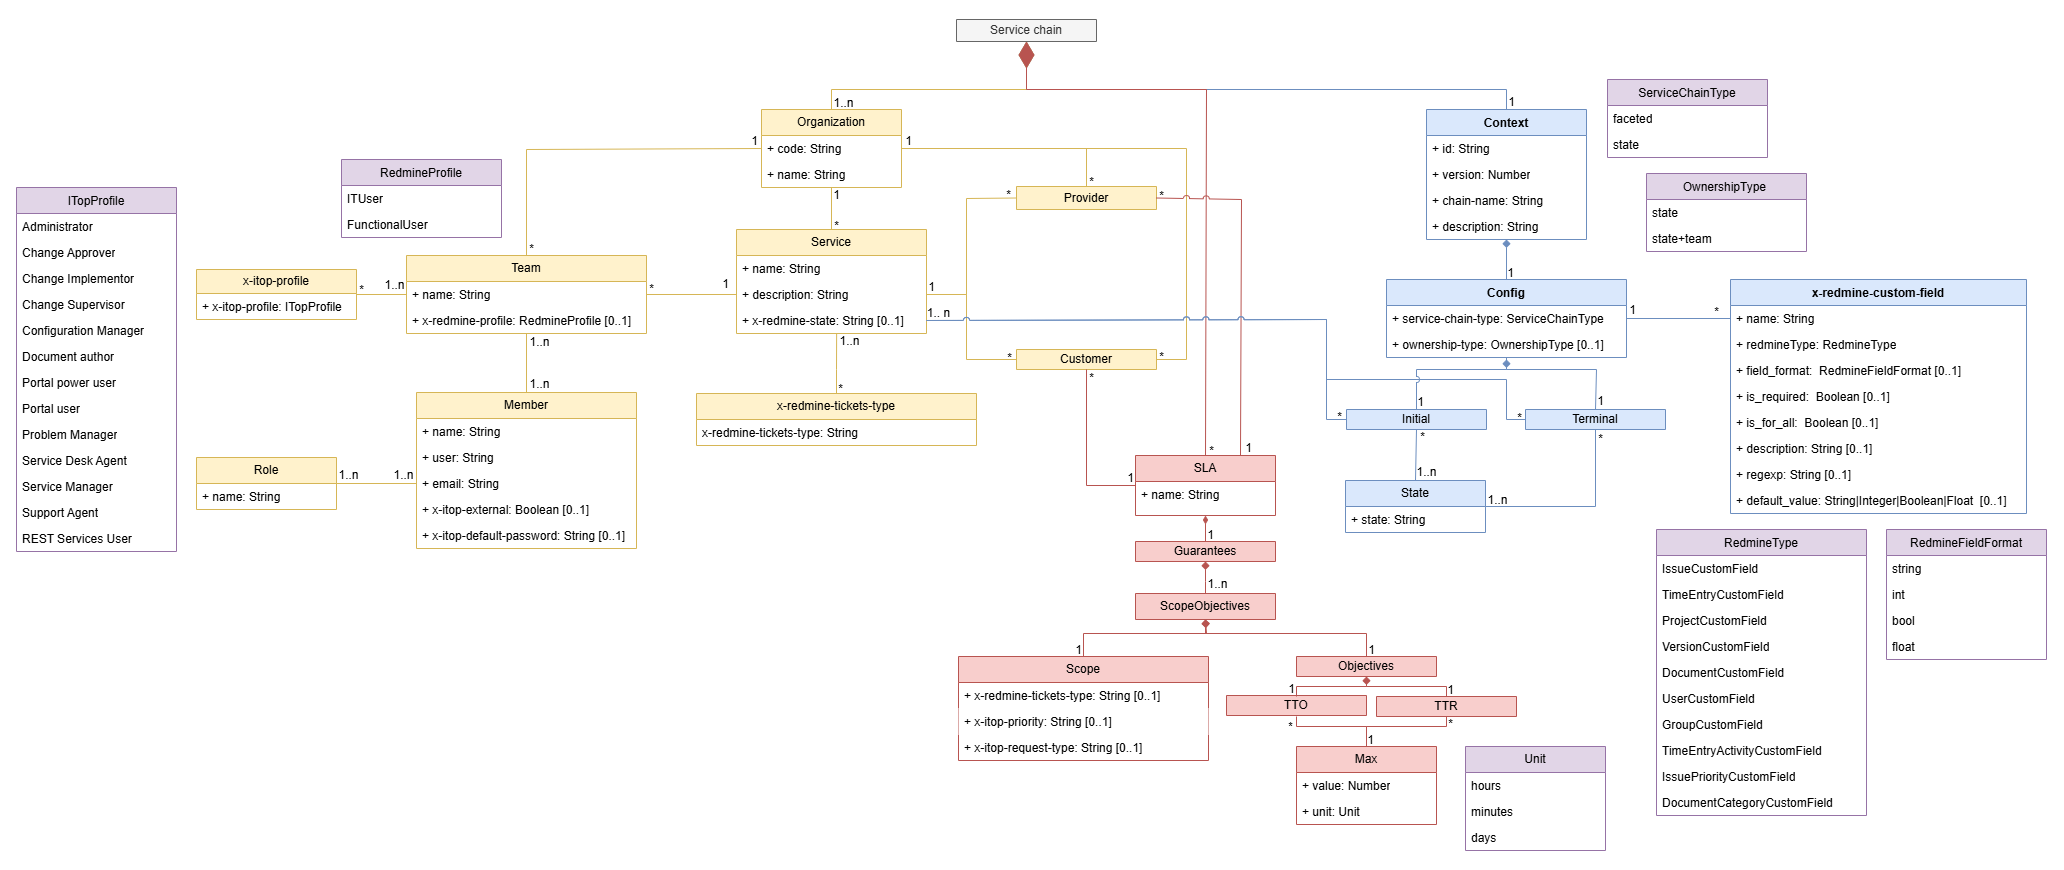 Service chain
1..n
Organization
+ code: String
+ name: String
1
1
1
*
1
Context
+ id: String
+ version: Number
+ chain-name: String
+ description: String
1
ServiceChainType
faceted
state
OwnershipType
state
state+team
RedmineProfile
ITUser
FunctionalUser
ITopProfile
Administrator
Change Approver
Change Implementor
Change Supervisor
Configuration Manager
Document author
Portal power user
Portal user
Problem Manager
Service Desk Agent
Service Manager
Support Agent
REST Services User
x-itop-profile
+ x-itop-profile: ITopProfile
*
1..n
*
Team
+ name: String
+ x-redmine-profile: RedmineProfile [0..1]
*
1
1..n
1..n
Service
+ name: String
+ description: String
+ x-redmine-state: String [0..1]
1
1.. n
1..n
*
x-redmine-tickets-type
x-redmine-tickets-type: String
*
*
Provider
*
*
Customer
*
*
Member
+ name: String
+ user: String
+ email: String
+ x-itop-external: Boolean [0..1]
+ x-itop-default-password: String [0..1]
Role
+ name: String
1..n
1..n
Config
+ service-chain-type: ServiceChainType
+ ownership-type: OwnershipType [0..1]
1
*
x-redmine-custom-field
+ name: String
+ redmineType: RedmineType
+ field_format:  RedmineFieldFormat [0..1]
+ is_required:  Boolean [0..1]
+ is_for_all:  Boolean [0..1]
+ description: String [0..1]
+ regexp: String [0..1]
+ default_value: String|Integer|Boolean|Float  [0..1]
1
1
*
Initial
*
Terminal
*
*
1..n
1..n
State
+ state: String
*
1
1
SLA
+ name: String
1
Guarantees
1..n
ScopeObjectives
1
1
Scope
+ x-redmine-tickets-type: String [0..1]
+ x-itop-priority: String [0..1]
+ x-itop-request-type: String [0..1]
Objectives
1
1
TTO
TTR
*
*
1
Max
+ value: Number
+ unit: Unit
Unit
hours
minutes
days
RedmineType
IssueCustomField
TimeEntryCustomField
ProjectCustomField
VersionCustomField
DocumentCustomField
UserCustomField
GroupCustomField
TimeEntryActivityCustomField
IssuePriorityCustomField
DocumentCategoryCustomField
RedmineFieldFormat
string
int
bool
float